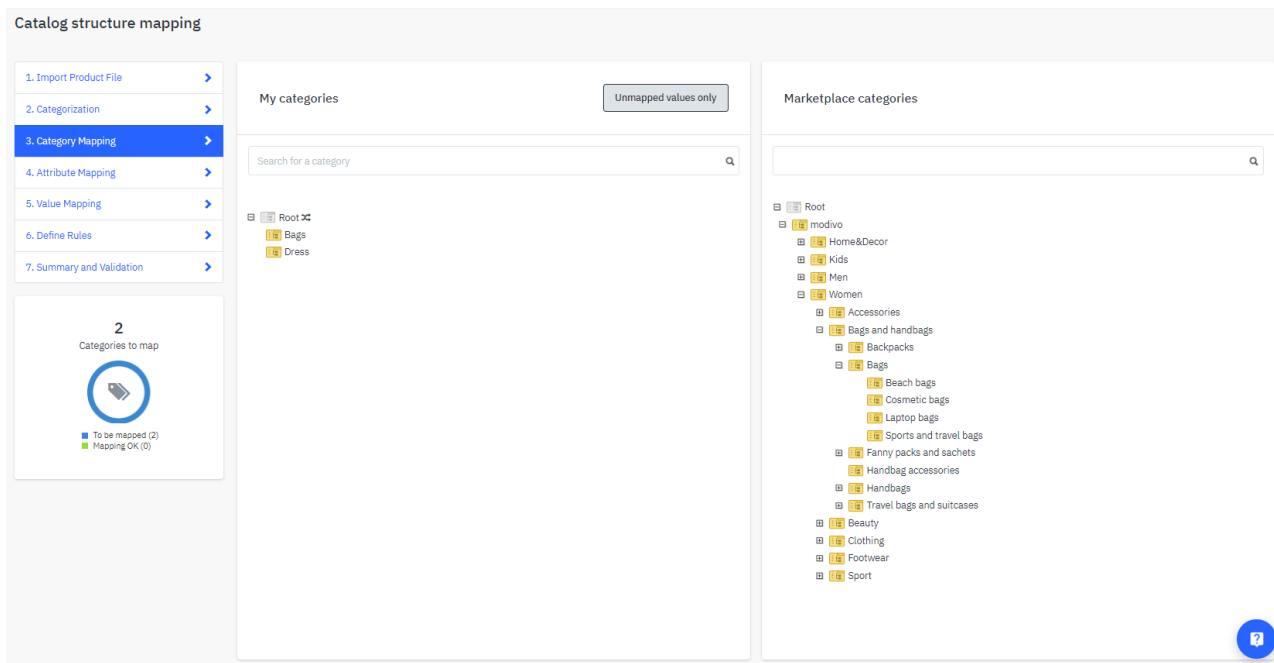 Catalog structure mapping
1. Import Product File
2. Categorization
3. Category Mapping
4. Attribute Mapping
5. Value Mapping
6. Define Rules
7. Summary and Validation
2
Categories to map
To be mapped (2)
Mapping OK (0)
My categories
Unmapped values only
Search for a category
Root
Bags
Dress
Marketplace categories
Root
modivo
Home&Decor
Kids
Men
Women
Accessories
Bags and handbags
Backpacks
Bags
Beach bags
Cosmetic bags
Laptop bags
Sports and travel bags
Fanny packs and sachets
Handbag accessories
Handbags
Travel bags and suitcases
Beauty
Clothing
Footwear
Sport